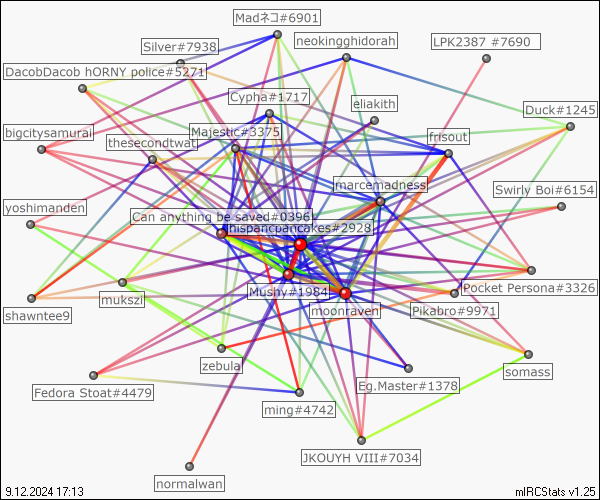 Madネコ#6901
neokingghidorah
LPK2387 #7690
Silver#7938
DacobDacob hORNY police#5271
Cypha#1717
eliakith
Duck#1245
bigcitysamurai
thesecondtwat
Majestic#3375
frisout
marcemadness
Swirly Boi#6154
yoshimanden
Can anything be saved#0396
hispancpancakes#2928
Mushy#1984
Pocket Persona#3326
shawntee9
mukszi
moonraven
Pikabro#9971
zebula
somass
Fedora Stoat#4479
Eg.Master#1378
ming#4742
JKOUYH VIII#7034
normalwan
9.12.2024 17:13
mIRCStats v1.25